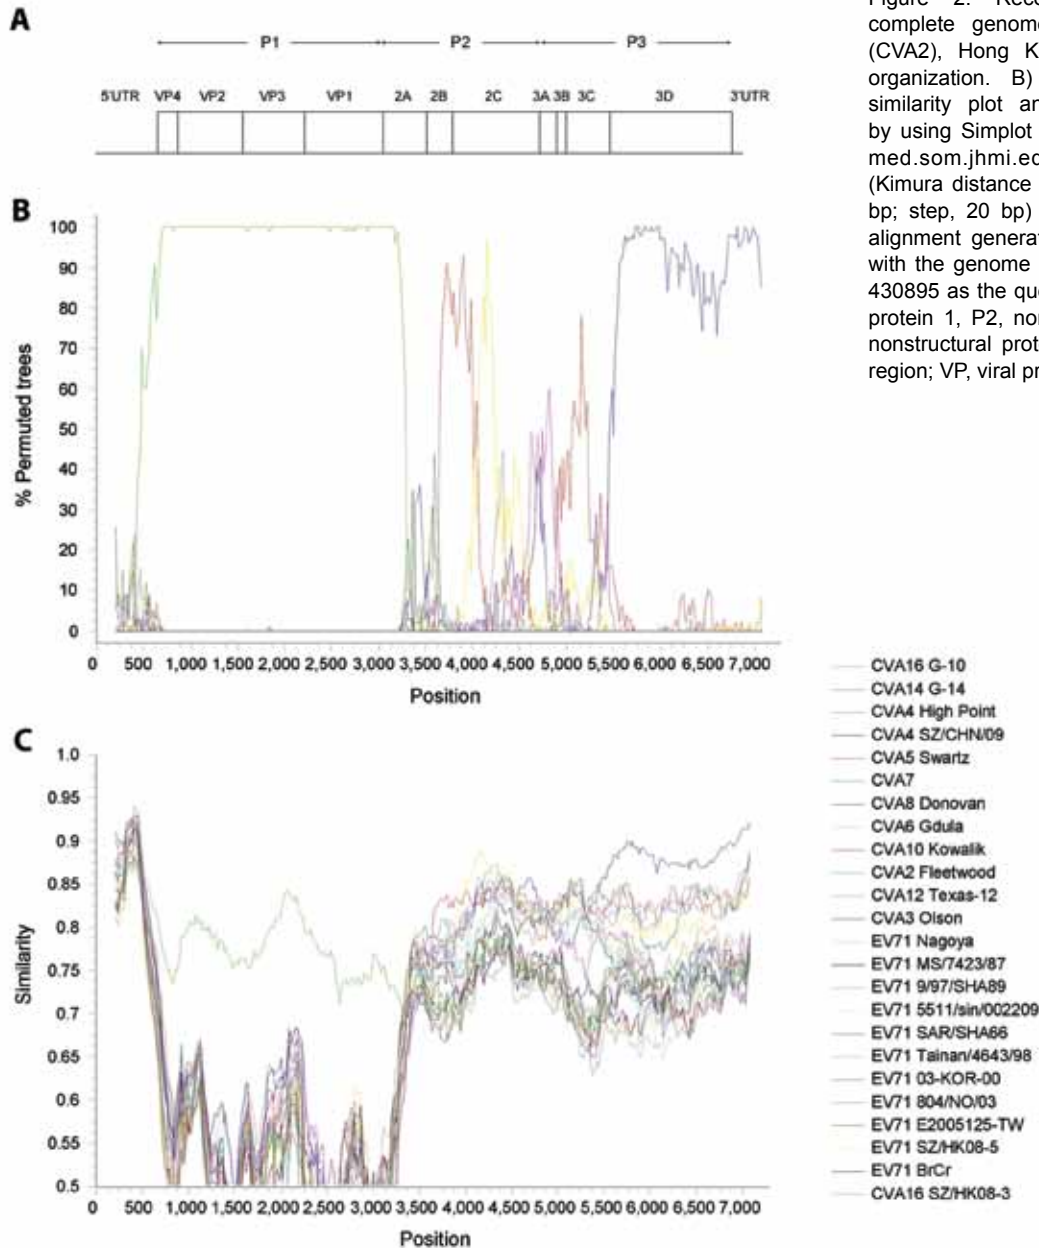 A
P1 P2 P3
5'UTR VP4 VP2 VP3 VP1 2A 2B 2C 3A 3B 3C 3D 3'UTR
B
100
90
80
70
60
50
40
30
20
10
0
% Permuted trees
0 500 1,000 1,500 2,000 2,500 3,000 3,500 4,000 4,500 5,000 5,500 6,000 6,500 7,000
Position
C
1.0
0.95
0.9
0.85
0.8
0.75
0.7
0.65
0.6
0.55
0.5
Similarity
0 500 1,000 1,500 2,000 2,500 3,000 3,500 4,000 4,500 5,000 5,500 6,000 6,500 7,000
Position
complete genome
(CVA2), Hong K
organization. B)
similarity plot an
by using Simplot
med.som.jhmi.ed
(Kimura distance
bp; step, 20 bp)
alignment generat
with the genome
430895 as the que
protein 1, P2, non
nonstructural prot
region; VP, viral pr
CVA16 G-10
CVA14 G-14
CVA4 High Point
CVA4 SZ/CHN/09
CVA5 Swartz
CVA7
CVA8 Donovan
CVA6 Gdula
CVA10 Kowalik
CVA2 Fleetwood
CVA12 Texas-12
CVA3 Olson
EV71 Nagoya
EV71 MS/7423/87
EV71 9/97/SHA89
EV71 5511/sin/002209
EV71 SAR/SHA66
EV71 Tainan/4643/98
EV71 03-KOR-00
EV71 804/NO/03
EV71 E2005125-TW
EV71 SZ/HK08-5
EV71 BrCr
CVA16 SZ/HK08-3